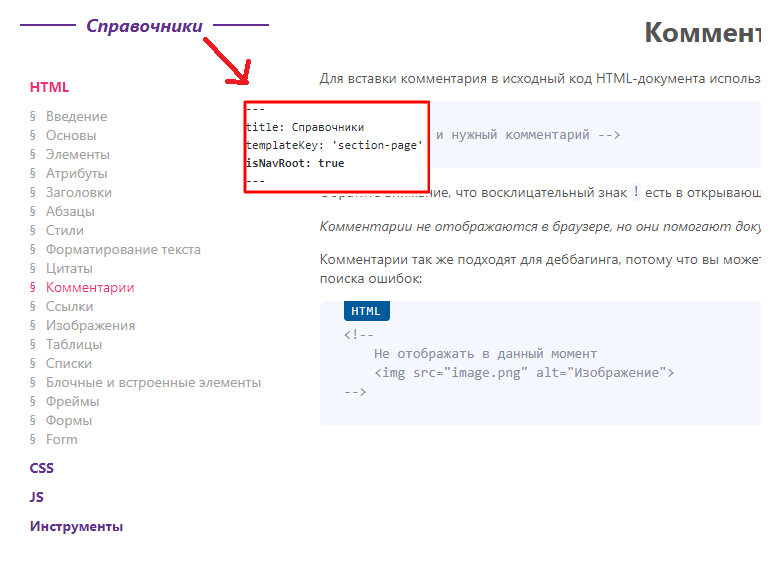 Справочники
HTML
§ Введение
§ Основы
§ Элементы
§ Атрибуты
§ Заголовки
§ Абзацы
§ Стили
§ Форматирование текста
§ Цитаты
§ Комментарии
§ Ссылки
§ Изображения
§ Таблицы
§ Списки
§ Блочные и встроенные элементы
§ Фреймы
§ Формы
§ Form
CSS
JS
Инструменты
---
title: Справочники
templateKey: 'section-page'
isNavRoot: true
---
Коммент
Для вставки комментария в исходный код HTML-документа использ
и нужный комментарий -->
что восклицательный знак ! есть в открывающ
Комментарии не отображаются в браузере, но они помогают доку
Комментарии так же подходят для деббагинга, потому что вы может
поиска ошибок:
HTML
<!--
Не отображать в данный момент
<img src="image.png" alt="Изображение">
-->